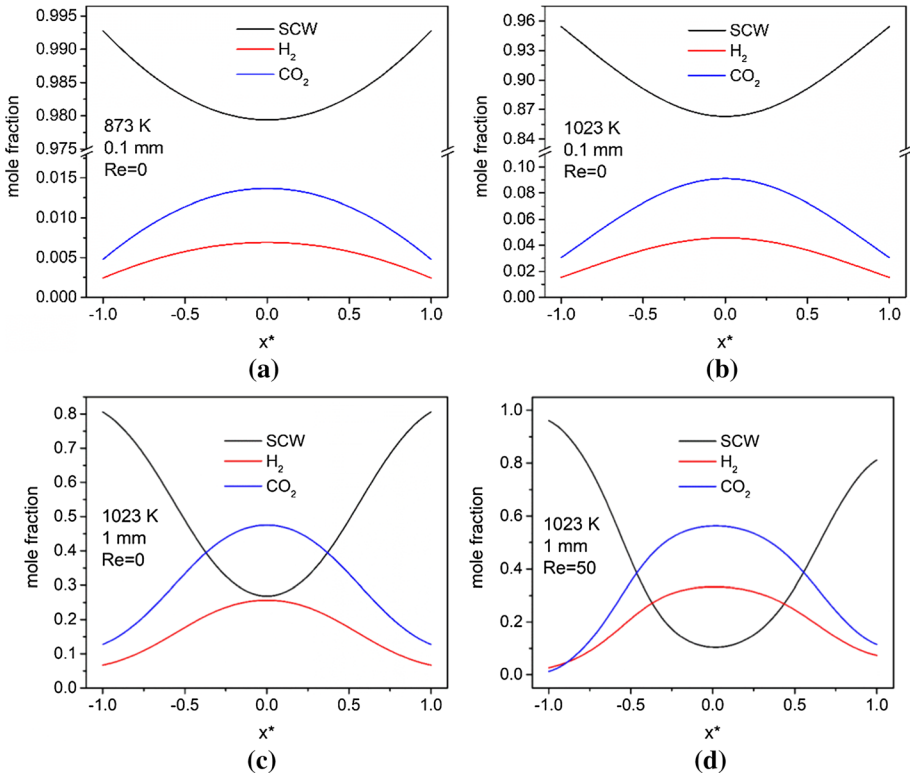 0.995
0.990
0.985
0.980
0.975
0.015
0.010
0.005
0.000
mole fraction
SCW
H₂
CO₂
873 K
0.1 mm
Re=0
-1.0 -0.5 0.0 0.5 1.0
x*
(a)
0.96
0.93
0.90
0.87
0.84
0.10
0.08
0.06
0.04
0.02
0.00
mole fraction
SCW
H₂
CO₂
1023 K
0.1 mm
Re=0
-1.0 -0.5 0.0 0.5 1.0
x*
(b)
0.8
0.7
0.6
0.5
0.4
0.3
0.2
0.1
0.0
mole fraction
SCW
H₂
CO₂
1023 K
1 mm
Re=0
-1.0 -0.5 0.0 0.5 1.0
x*
(c)
1.0
0.8
0.6
0.4
0.2
0.0
mole fraction
SCW
H₂
CO₂
1023 K
1 mm
Re=50
-1.0 -0.5 0.0 0.5 1.0
x*
(d)